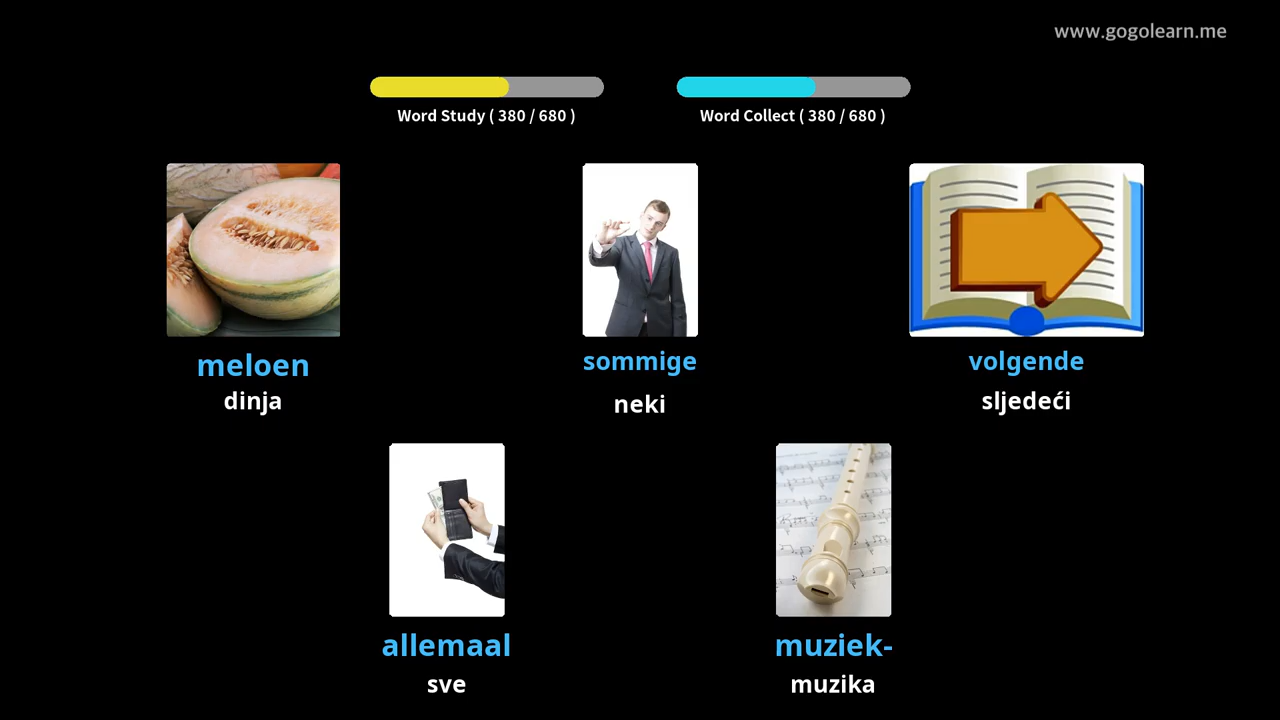 www.gogolearn.me
Word Study ( 380 / 680 )
Word Collect ( 380 / 680 )
meloen
dinja
sommige
neki
volgende
sljedeći
allemaal
sve
muziek-
muzika